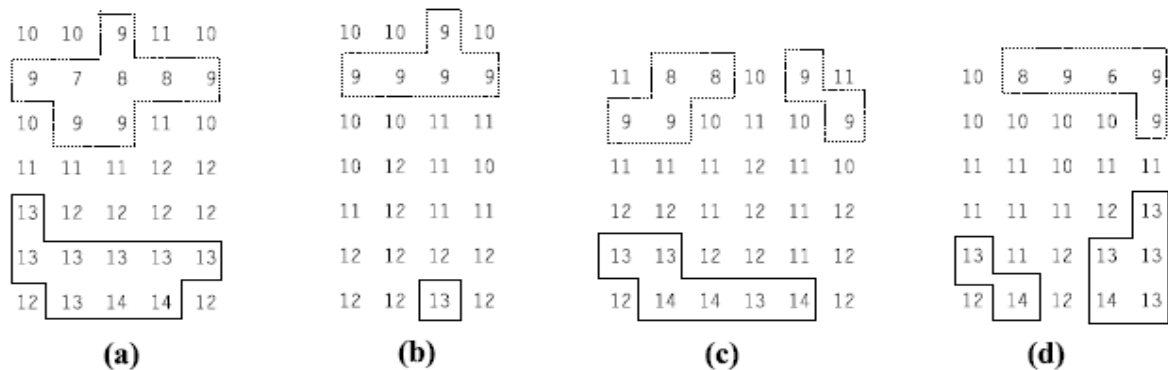 10 10 9 11 10
9 7 8 8 9
10 9 9 11 10
11 11 11 12 12
13 12 12 12 12
13 13 13 13 13
12 13 14 14 12
(a)
10 10 9 10
9 9 9 9
10 10 11 11
10 12 11 10
11 12 11 11
12 12 12 12
12 12 13 12
(b)
11 8 8 10 9 11
9 9 10 11 10 9
11 11 11 12 11 10
12 12 11 12 11 12
13 13 12 12 11 12
12 14 14 13 14 12
(c)
10 8 9 6 9
10 10 10 10 9
11 11 10 11 11
11 11 11 12 13
13 11 12 13 13
12 14 12 14 13
(d)